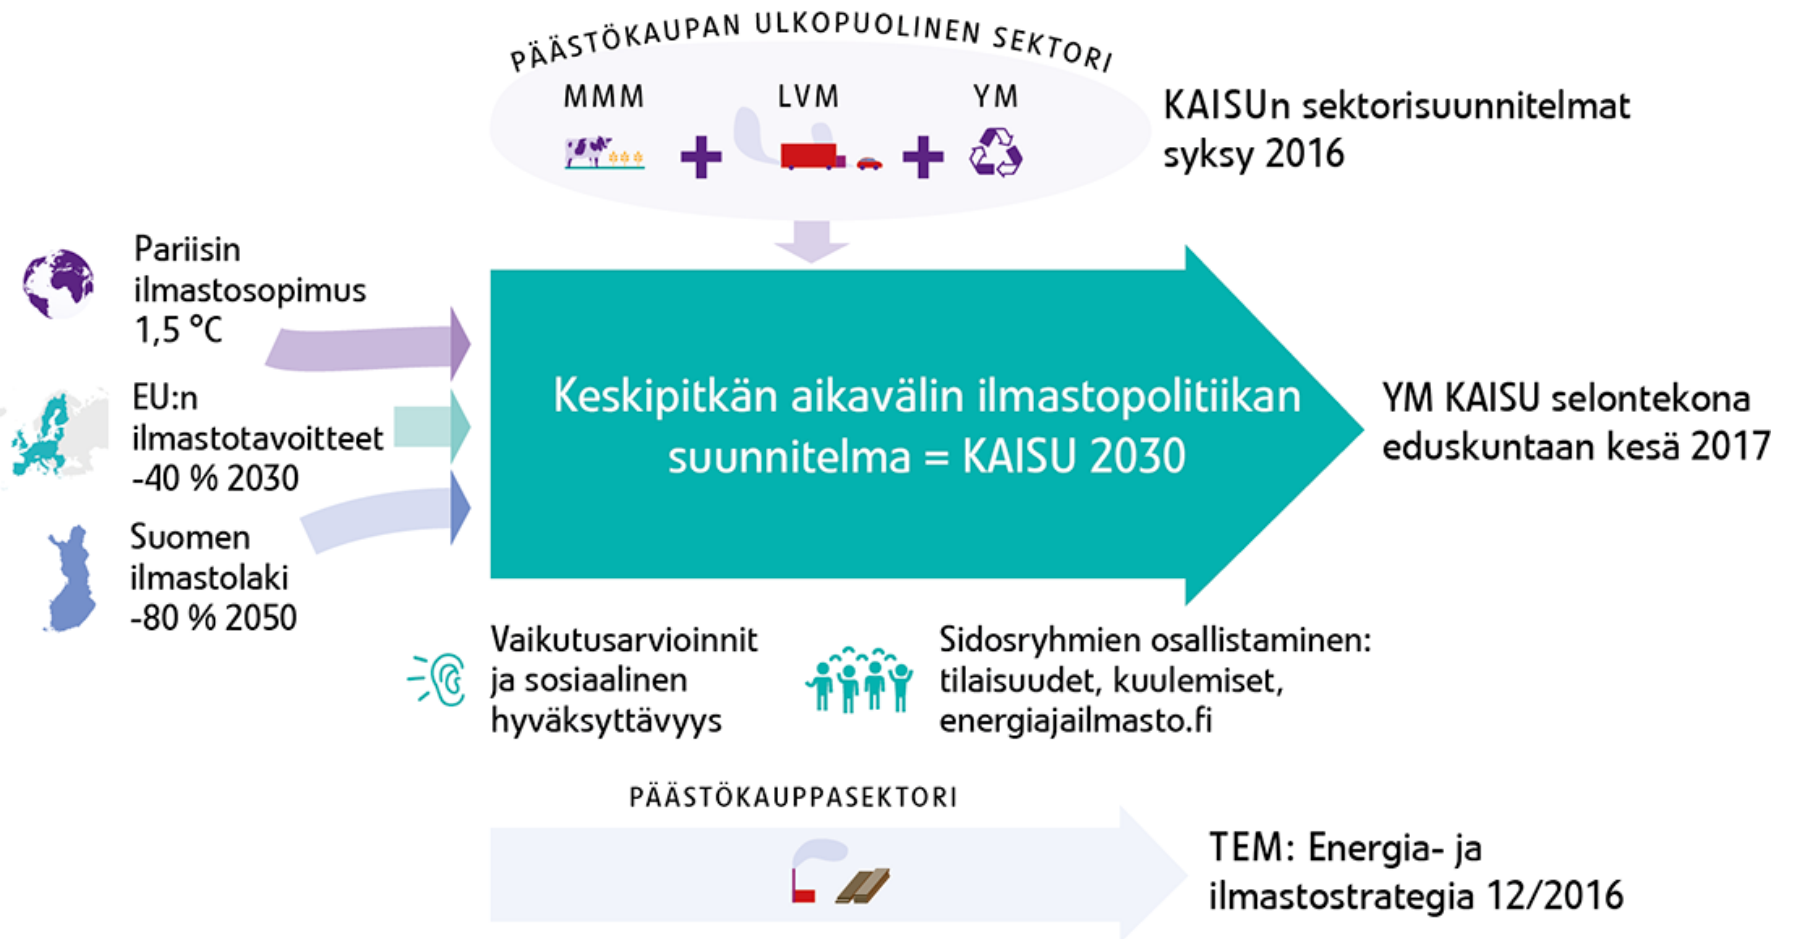 PÄÄSTÖKAUPAN ULKOPUOLINEN SEKTORI
MMM
LVM
YM
KAISUn sektorisuunnitelmat
syksy 2016
Pariisin
ilmastosopimus
1,5 °C
EU:n
ilmastotavoitteet
-40 % 2030
Suomen
ilmastolaki
-80 % 2050
Keskipitkän aikavälin ilmastopolitiikan
suunnitelma = KAISU 2030
YM KAISU selontekona
eduskuntaan kesä 2017
Vaikutusarvioinnit
ja sosiaalinen
hyväksyttävyys
Sidosryhmien osallistaminen:
tilaisuudet, kuulemiset,
energiajailmasto.fi
PÄÄSTÖKAUPPASEKTORI
TEM: Energia- ja
ilmastostrategia 12/2016